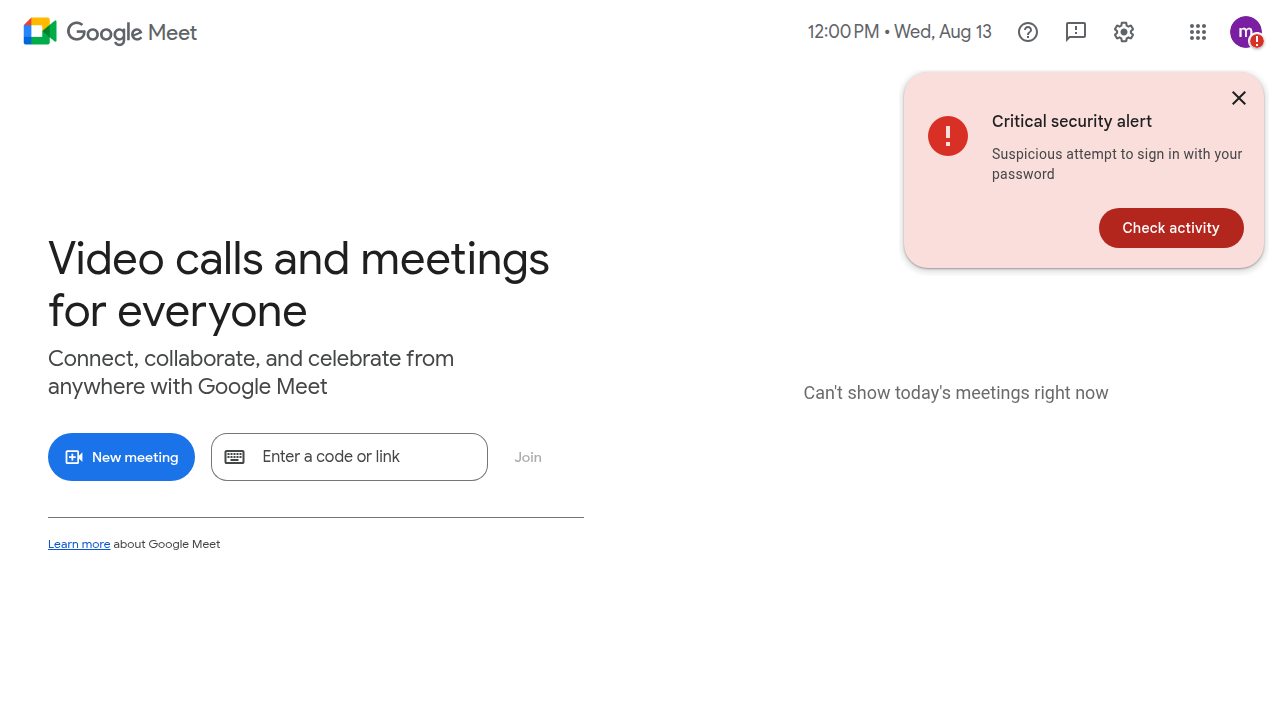 Google Meet
12:00 PM • Wed, Aug 13
m
Critical security alert
Suspicious attempt to sign in with your
password
Check activity
Video calls and meetings
for everyone
Connect, collaborate, and celebrate from
anywhere with Google Meet
New meeting
Enter a code or link
Join
Learn more about Google Meet
Can't show today's meetings right now